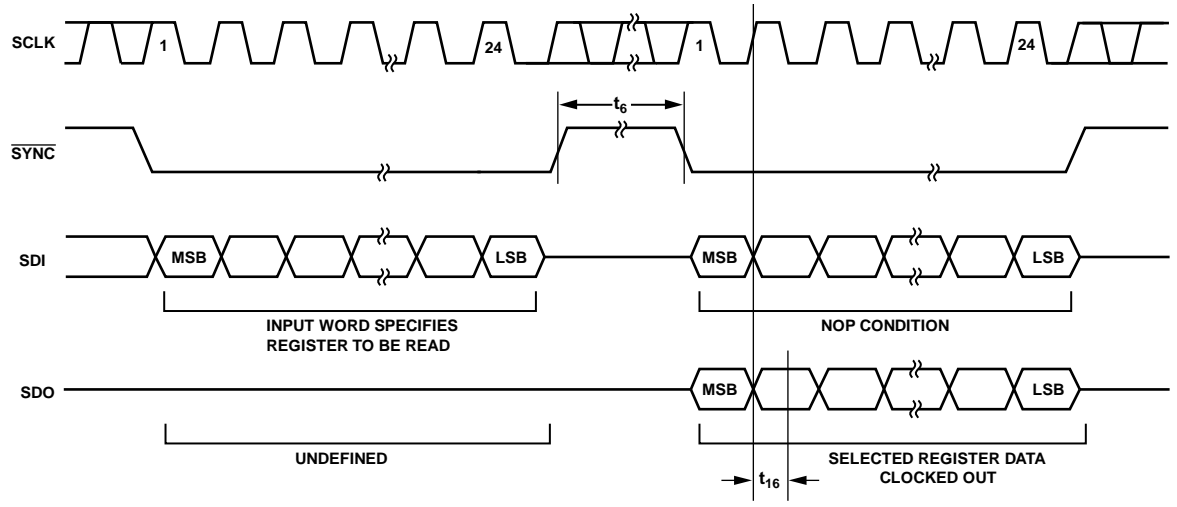 SCLK
1
24
1
24
t6
SYNC
SDI
MSB
LSB
MSB
LSB
INPUT WORD SPECIFIES
REGISTER TO BE READ
NOP CONDITION
SDO
MSB
LSB
UNDEFINED
SELECTED REGISTER DATA
CLOCKED OUT
t16